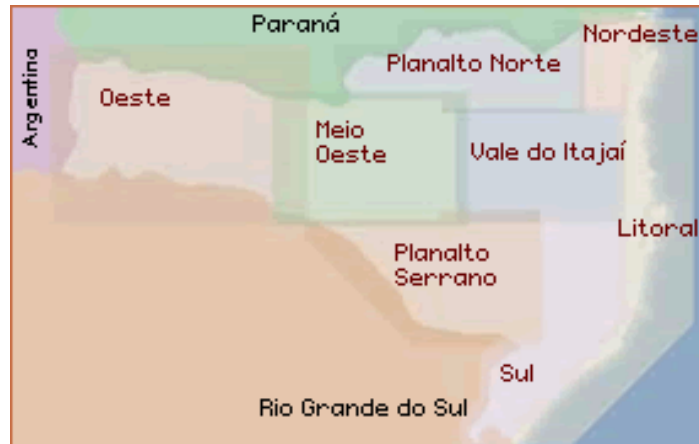 Paraná
Nordeste
Planalto Norte
Argentina
Oeste
Meio
Oeste
Vale do Itajaí
Litoral
Planalto
Serrano
Sul
Rio Grande do Sul